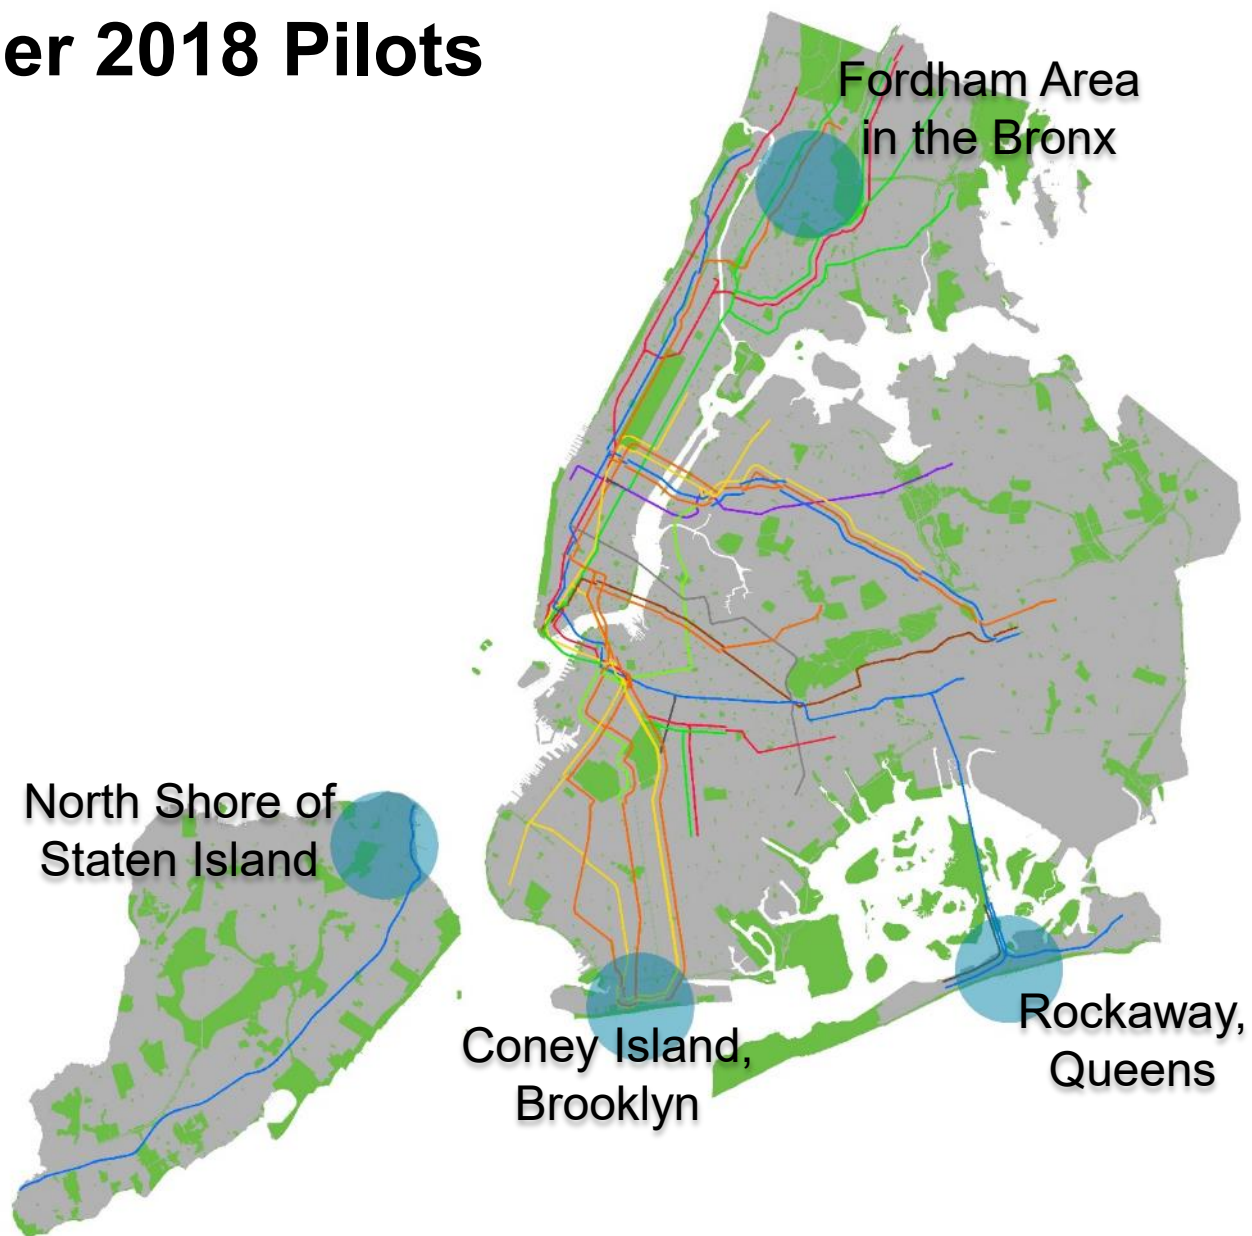 er 2018 Pilots
Fordham Area
in the Bronx
North Shore of
Staten Island
Coney Island,
Brooklyn
Rockaway,
Queens